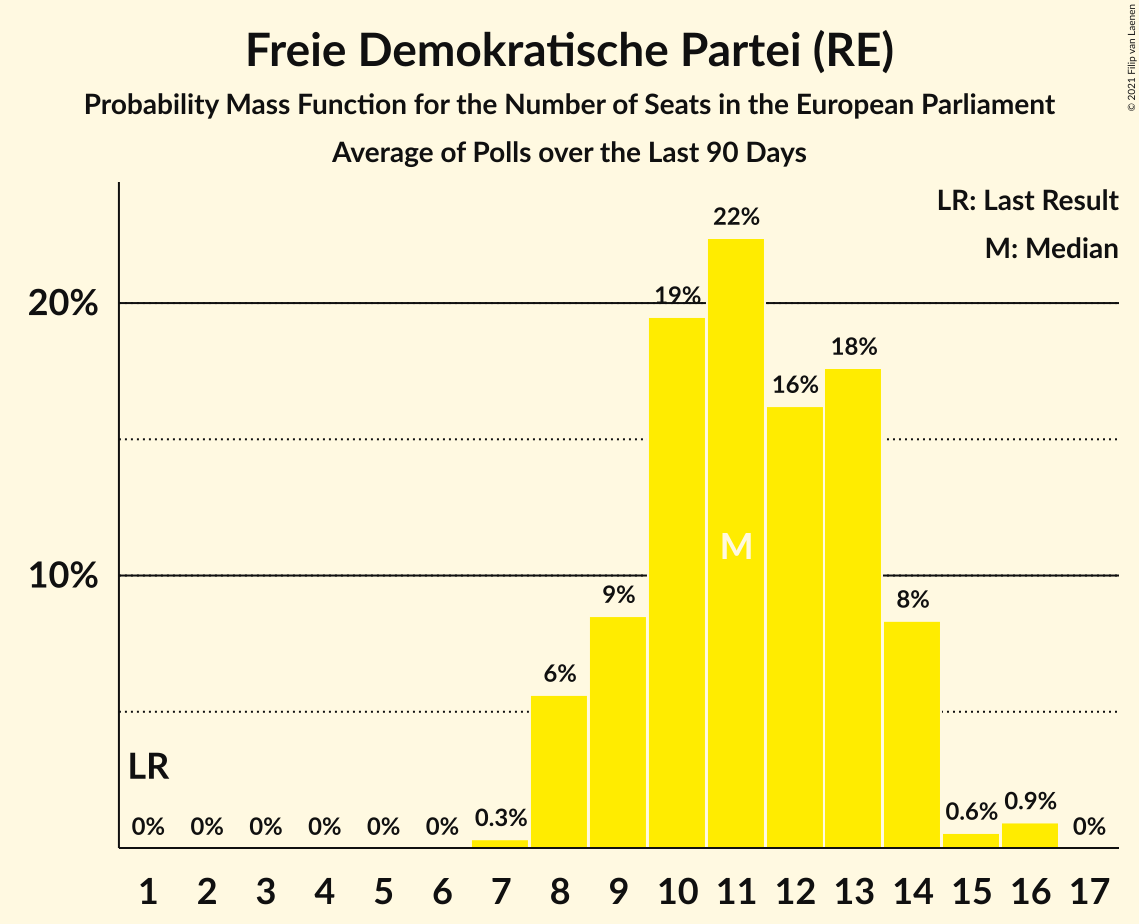 Freie Demokratische Partei (RE)
Probability Mass Function for the Number of Seats in the European Parliament
Average of Polls over the Last 90 Days
© 2021 Filip van Laenen
LR: Last Result
M: Median
20%
10%
22%
19%
18%
16%
M
9%
8%
6%
LR
0% 0% 0% 0% 0% 0% 0.3% 0.6% 0.9% 0%
1 2 3 4 5 6 7 8 9 10 11 12 13 14 15 16 17